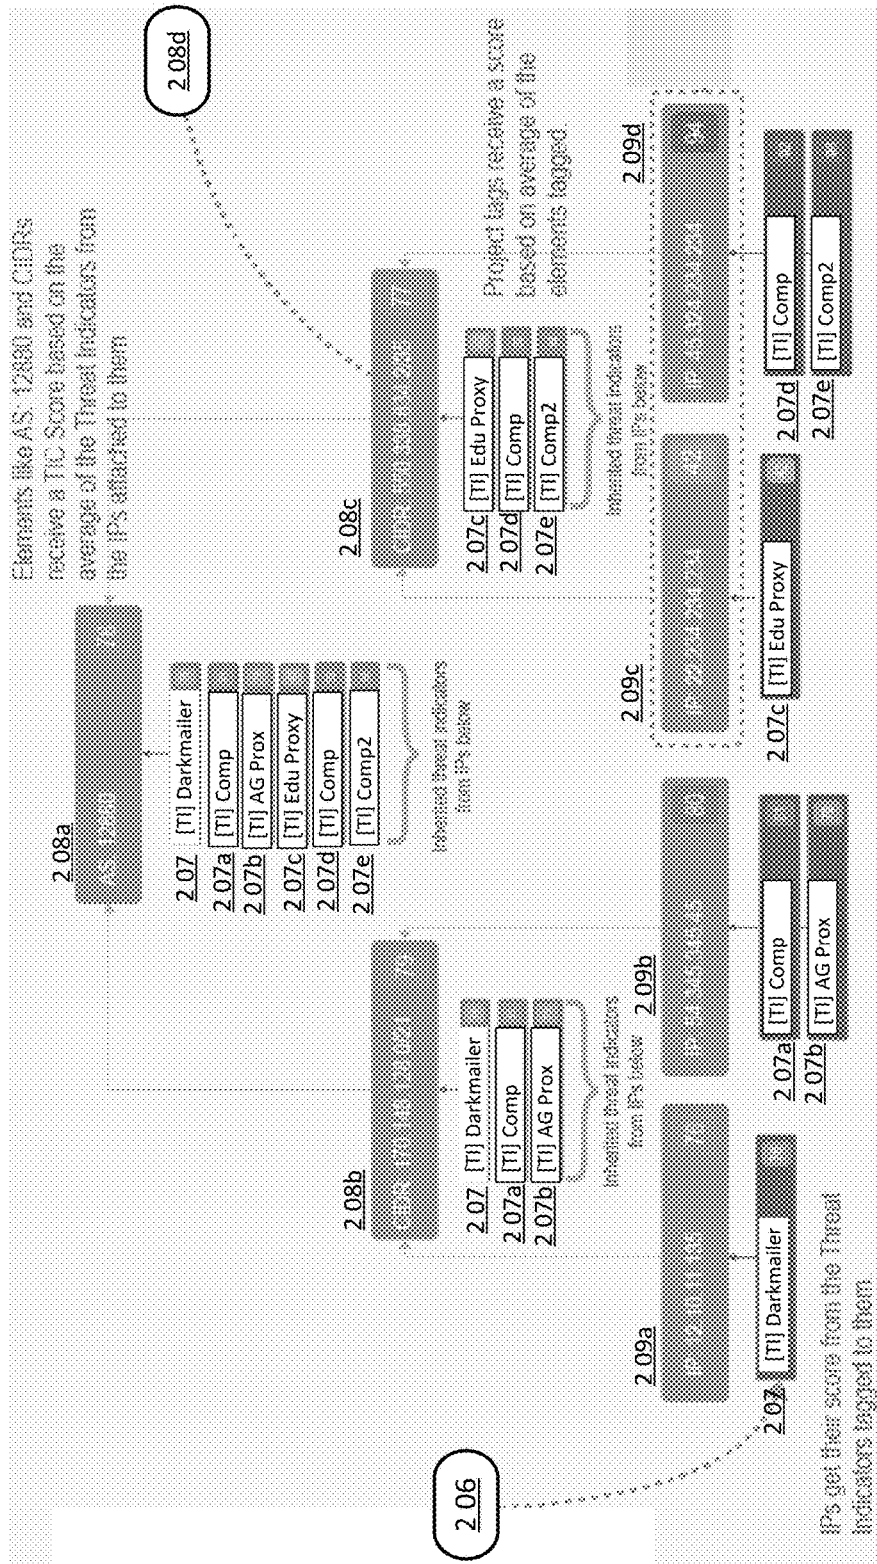 2 08d
Elements like AS: 12880 and CIDRs
receive a TIC Score based on the
average of the Threat Indicators from
the IPs attached to them
2 08a
2 07 [TI] Darkmailer
2 07a [TI] Comp
2 07b [TI] AG Prox
2 07c [TI] Edu Proxy
2 07d [TI] Comp
2 07e [TI] Comp2
Inherited threat indicators
from IPs below
2 08b
2 07 [TI] Darkmailer
2 07a [TI] Comp
2 07b [TI] AG Prox
Inherited threat indicators
from IPs below
2 08c
2 07c [TI] Edu Proxy
2 07d [TI] Comp
2 07e [TI] Comp2
Inherited threat indicators
from IPs below
Project tags receive a score
based on average of the
elements tagged.
2 06
2 09a
2 07 [TI] Darkmailer
2 09b
2 07a [TI] Comp
2 07b [TI] AG Prox
2 09c
2 07c [TI] Edu Proxy
2 09d
2 07d [TI] Comp
2 07e [TI] Comp2
IPs get their score from the Threat
Indicators tagged to them